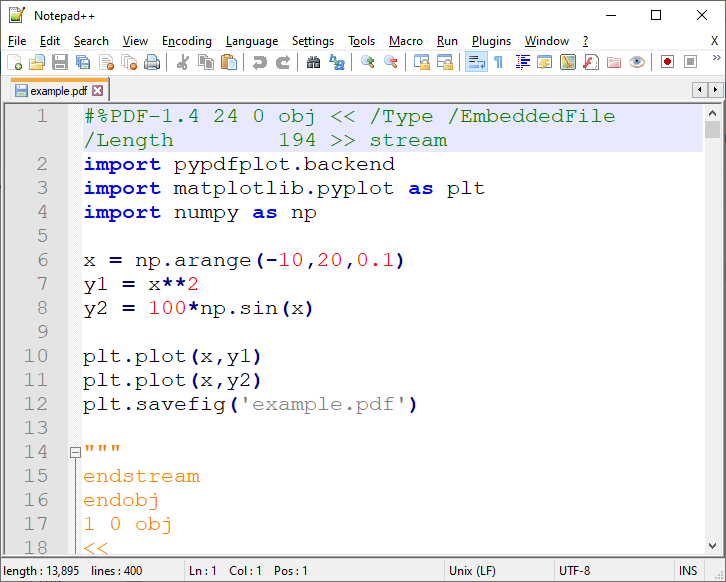 Notepad++
File Edit Search View Encoding Language Settings Tools Macro Run Plugins Window ? X
example.pdf
1 #%PDF-1.4 24 0 obj << /Type /EmbeddedFile
/Length 194 >> stream
2 import pypdfplot.backend
3 import matplotlib.pyplot as plt
4 import numpy as np
5
6 x = np.arange(-10,20,0.1)
7 y1 = x**2
8 y2 = 100*np.sin(x)
9
10 plt.plot(x,y1)
11 plt.plot(x,y2)
12 plt.savefig('example.pdf')
13
14 """
15 endstream
16 endobj
17 1 0 obj
18 <<
length : 13,895 lines : 400 Ln : 1 Col : 1 Pos : 1 Unix (LF) UTF-8 INS